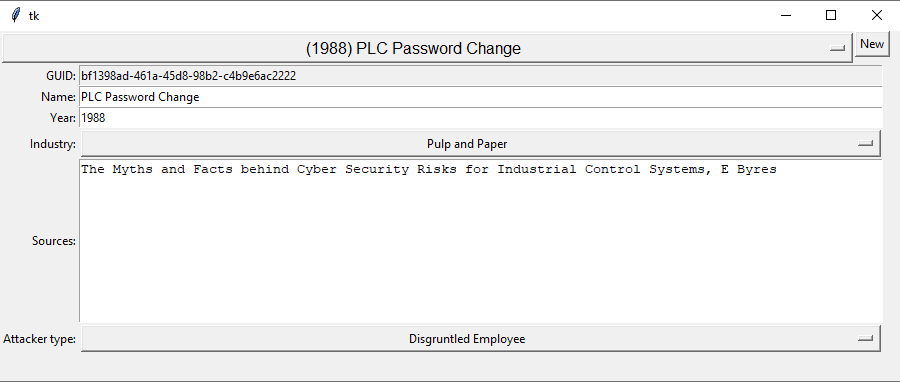 tk
(1988) PLC Password Change
New
GUID: bf1398ad-461a-45d8-98b2-c4b9e6ac2222
Name: PLC Password Change
Year: 1988
Industry: Pulp and Paper
Sources: The Myths and Facts behind Cyber Security Risks for Industrial Control Systems, E Byres
Attacker type: Disgruntled Employee